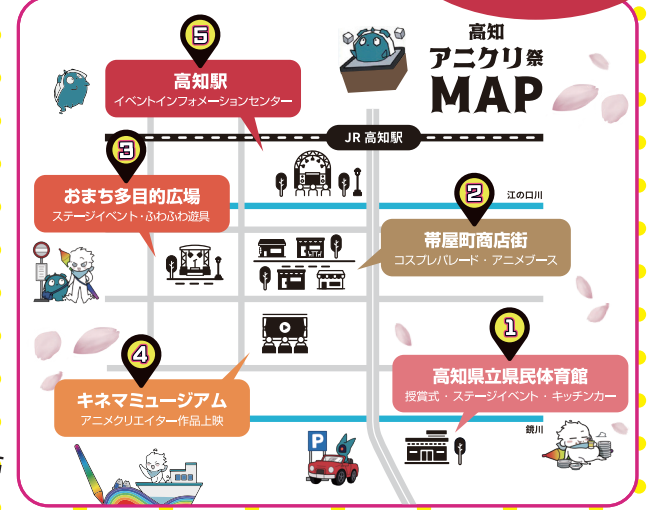 高知
アニクリ祭
MAP
5
高知駅
イベントインフォメーションセンター
JR 高知駅
3
おまち多目的広場
ステージイベント・ふわふわ遊具
江の口川
2
帯屋町商店街
コスプレパレード・アニメブース
1
高知県立県民体育館
授賞式・ステージイベント・キッチンカー
4
キネマミュージアム
アニメクリエイター作品上映
鏡川
P